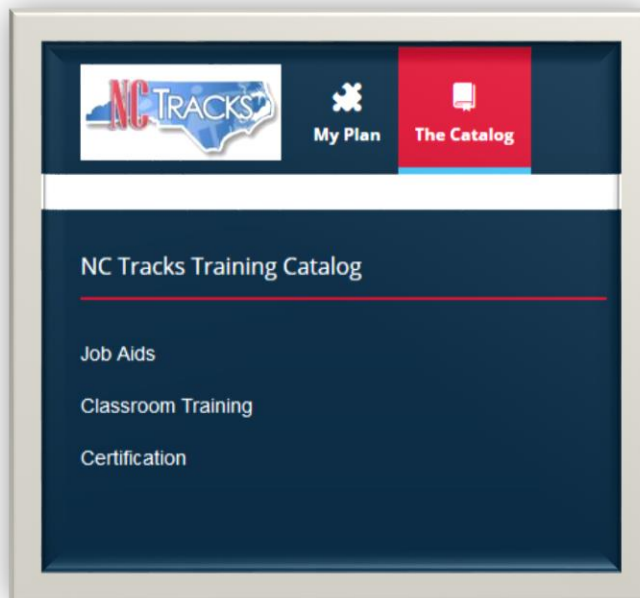 NC TRACKS
My Plan
The Catalog
NC Tracks Training Catalog
Job Aids
Classroom Training
Certification